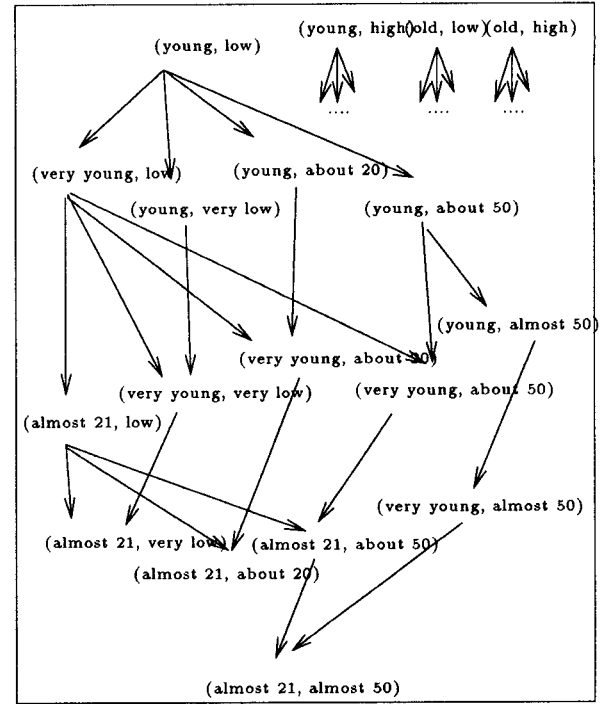 (young, low)
(young, high)
(old, low)
(old, high)
....
....
....
(very young, low)
(young, about 20)
(young, very low)
(young, about 50)
(young, almost 50)
(very young, about 20)
(very young, very low)
(very young, about 50)
(almost 21, low)
(very young, almost 50)
(almost 21, very low)
(almost 21, about 50)
(almost 21, about 20)
(almost 21, almost 50)